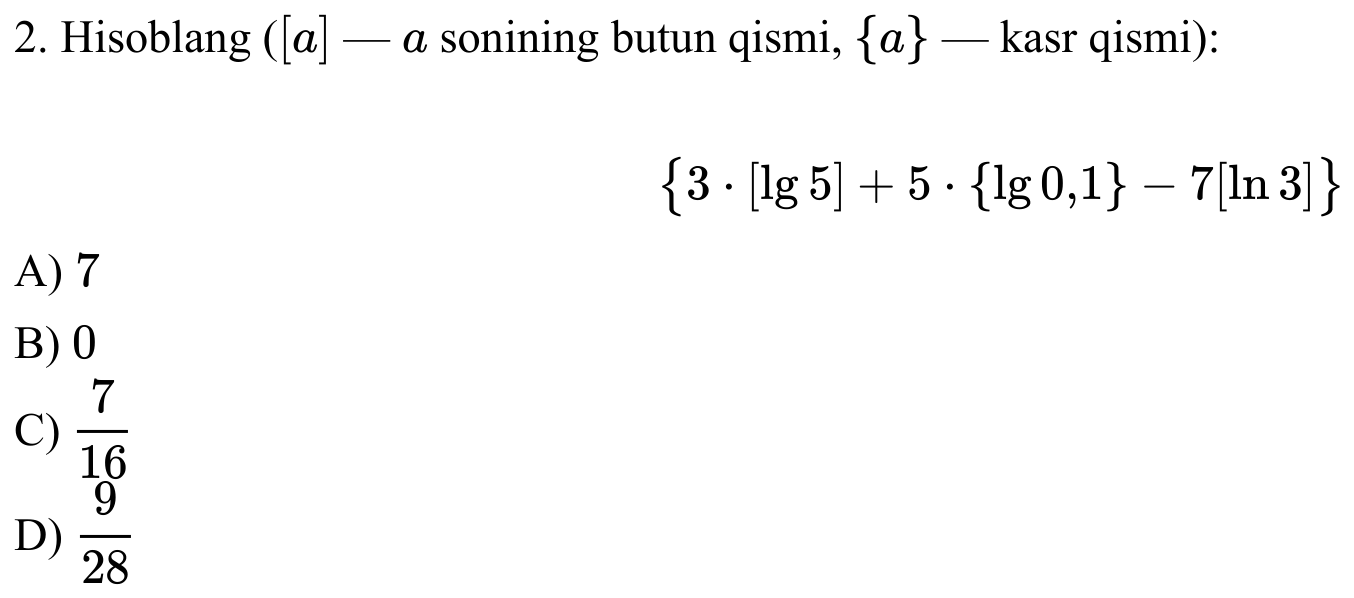 2. Hisoblang ([a] — a sonining butun qismi, {a} — kasr qismi):
{3 · [lg 5] + 5 · {lg 0,1} − 7[ln 3]}
A) 7
B) 0
C) 7/16
D) 9/28